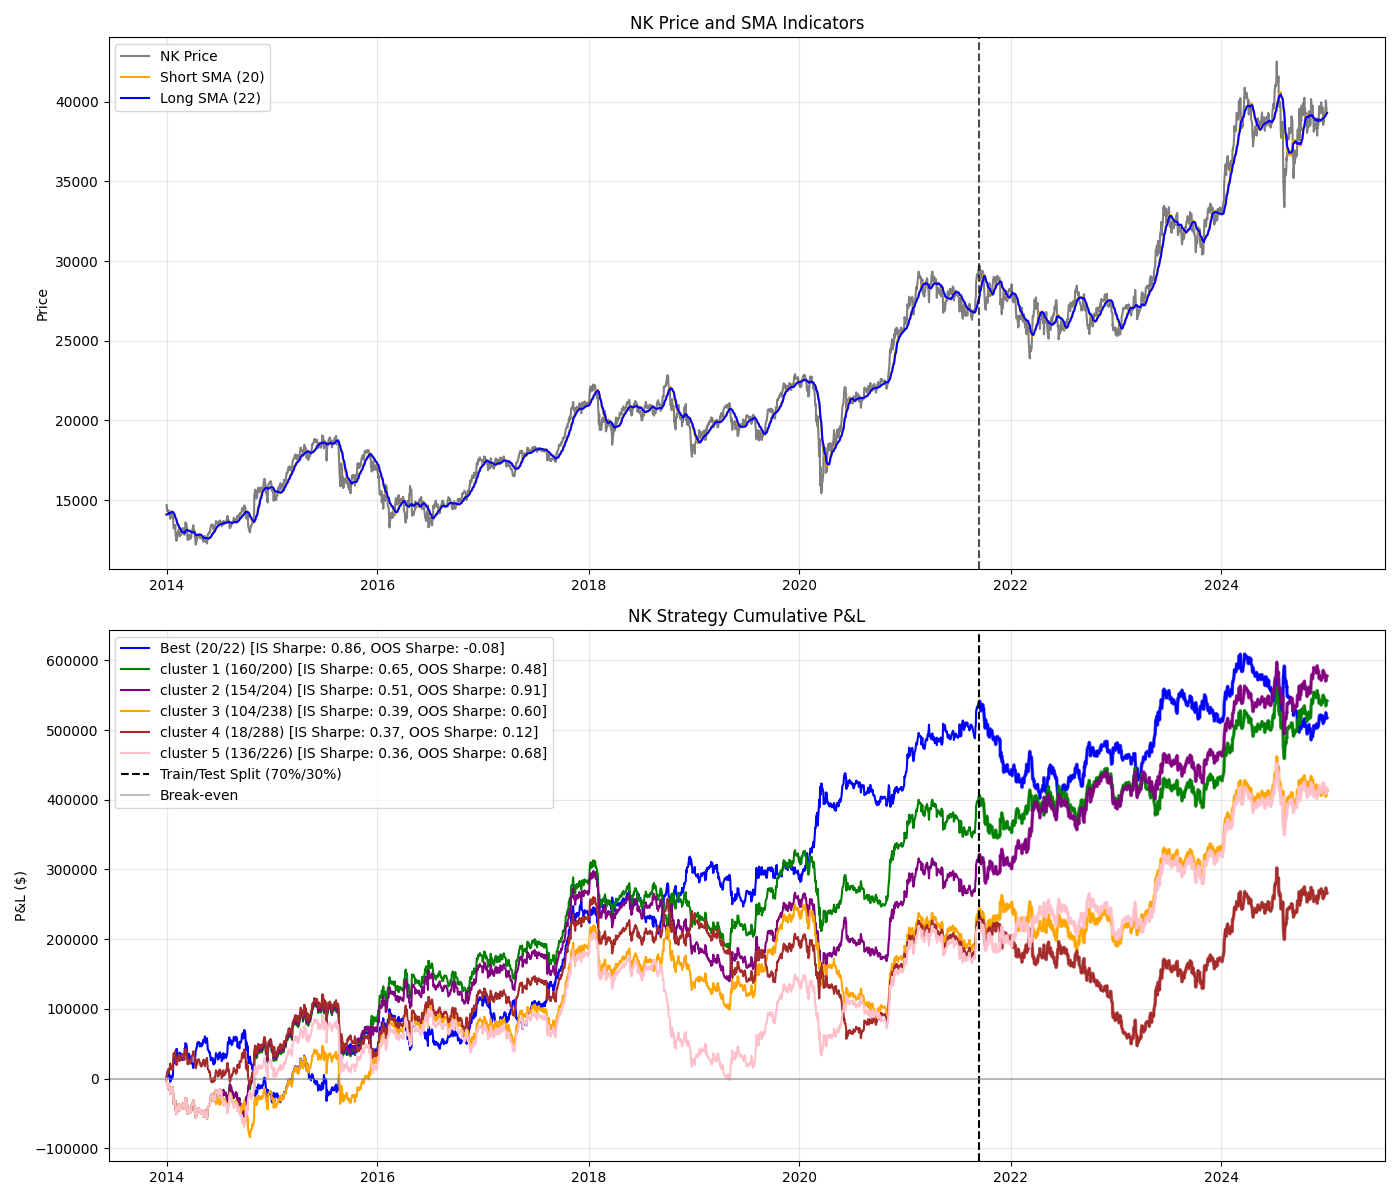 NK Price and SMA Indicators
NK Price
Short SMA (20)
Long SMA (22)
Price
40000
35000
30000
25000
20000
15000
2014
2016
2018
2020
2022
2024
NK Strategy Cumulative P&L
Best (20/22) [IS Sharpe: 0.86, OOS Sharpe: -0.08]
cluster 1 (160/200) [IS Sharpe: 0.65, OOS Sharpe: 0.48]
cluster 2 (154/204) [IS Sharpe: 0.51, OOS Sharpe: 0.91]
cluster 3 (104/238) [IS Sharpe: 0.39, OOS Sharpe: 0.60]
cluster 4 (18/288) [IS Sharpe: 0.37, OOS Sharpe: 0.12]
cluster 5 (136/226) [IS Sharpe: 0.36, OOS Sharpe: 0.68]
Train/Test Split (70%/30%)
Break-even
P&L ($)
600000
500000
400000
300000
200000
100000
0
−100000
2014
2016
2018
2020
2022
2024